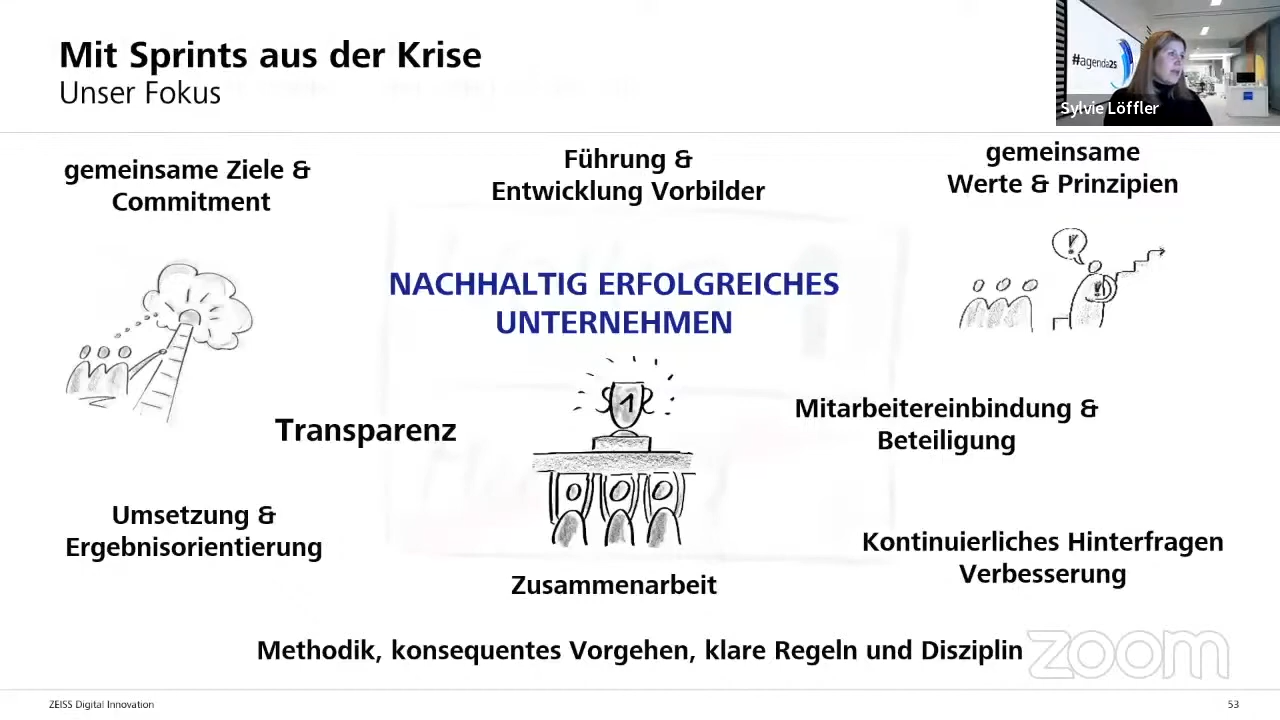 Mit Sprints aus der Krise
Unser Fokus
#agenda25
Sylvie Löffler
gemeinsame Ziele &
Commitment
Führung &
Entwicklung Vorbilder
gemeinsame
Werte & Prinzipien
NACHHALTIG ERFOLGREICHES
UNTERNEHMEN
!
!
1
Transparenz
Mitarbeitereinbindung &
Beteiligung
Umsetzung &
Ergebnisorientierung
Zusammenarbeit
Kontinuierliches Hinterfragen
Verbesserung
Methodik, konsequentes Vorgehen, klare Regeln und Disziplin
zoom
ZEISS Digital Innovation
53